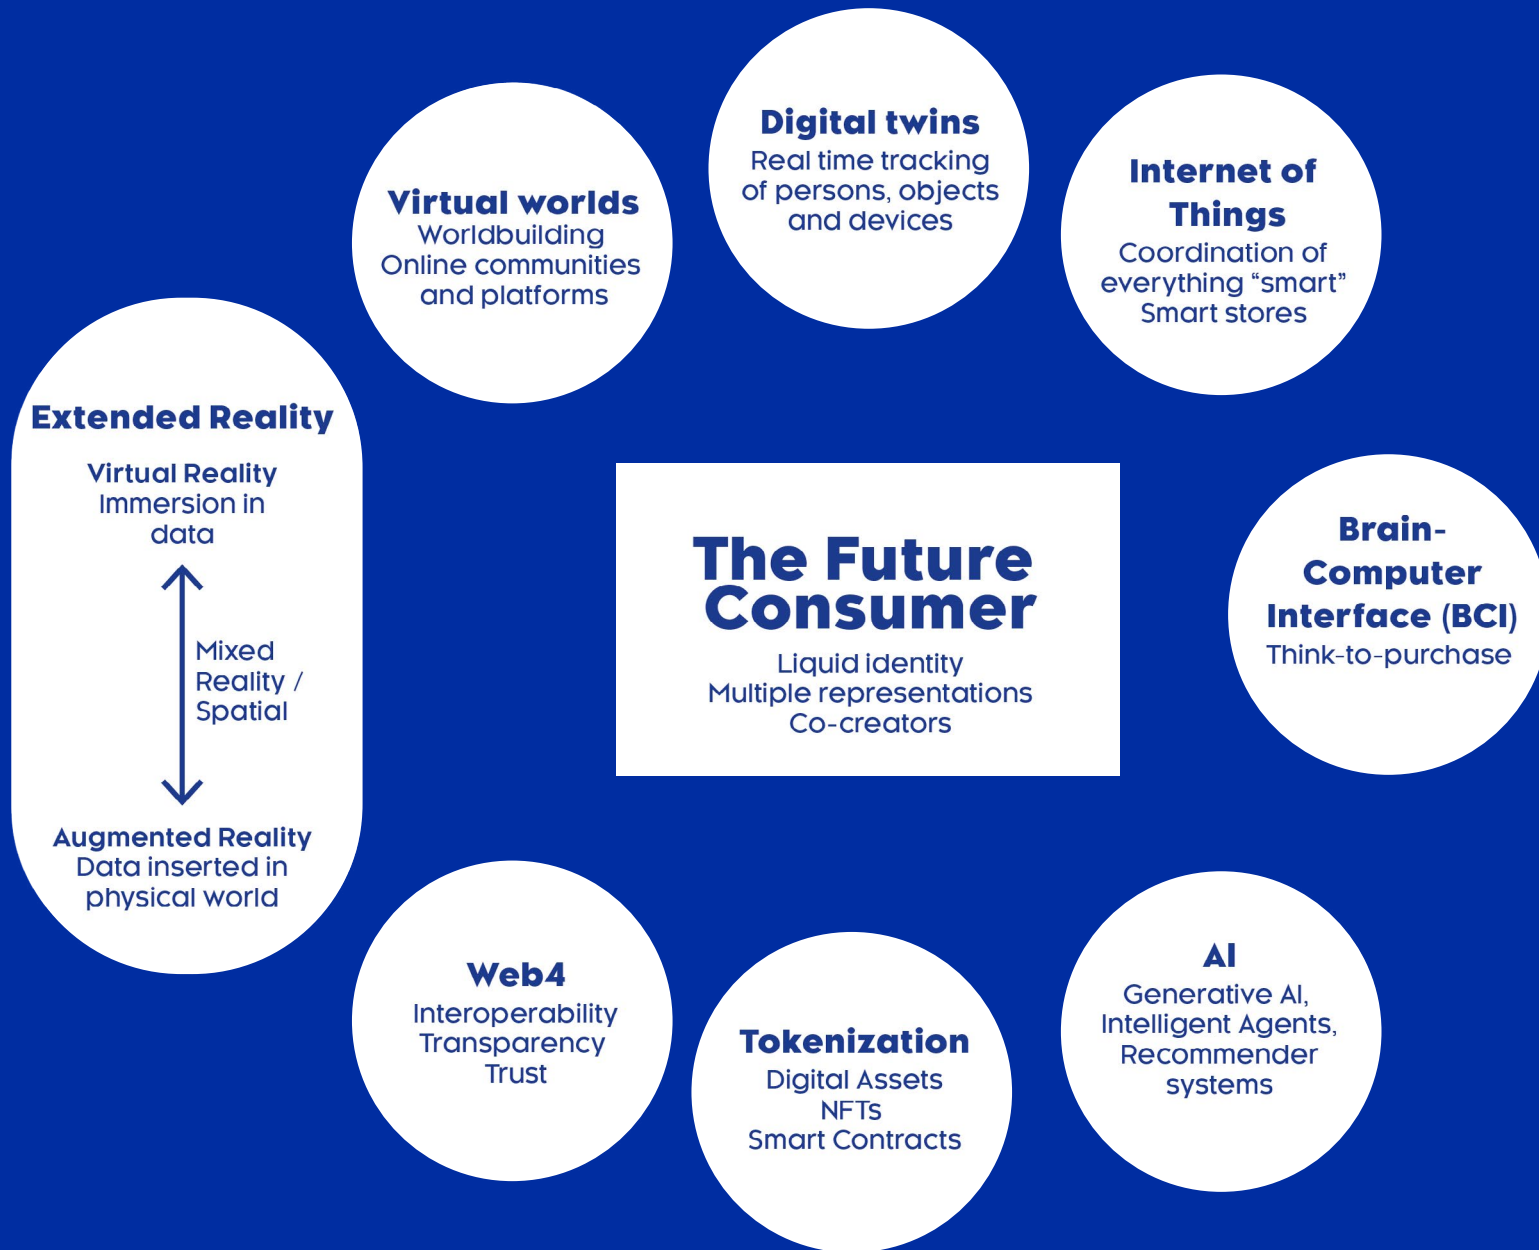 Digital twins
Real time tracking
of persons, objects
and devices
Virtual worlds
Worldbuilding
Online communities
and platforms
Internet of
Things
Coordination of
everything “smart”
Smart stores
Extended Reality
Virtual Reality
Immersion in
data
Mixed
Reality /
Spatial
Augmented Reality
Data inserted in
physical world
The Future
Consumer
Liquid identity
Multiple representations
Co-creators
Brain-
Computer
Interface (BCI)
Think-to-purchase
Web4
Interoperability
Transparency
Trust
Tokenization
Digital Assets
NFTs
Smart Contracts
AI
Generative AI,
Intelligent Agents,
Recommender
systems